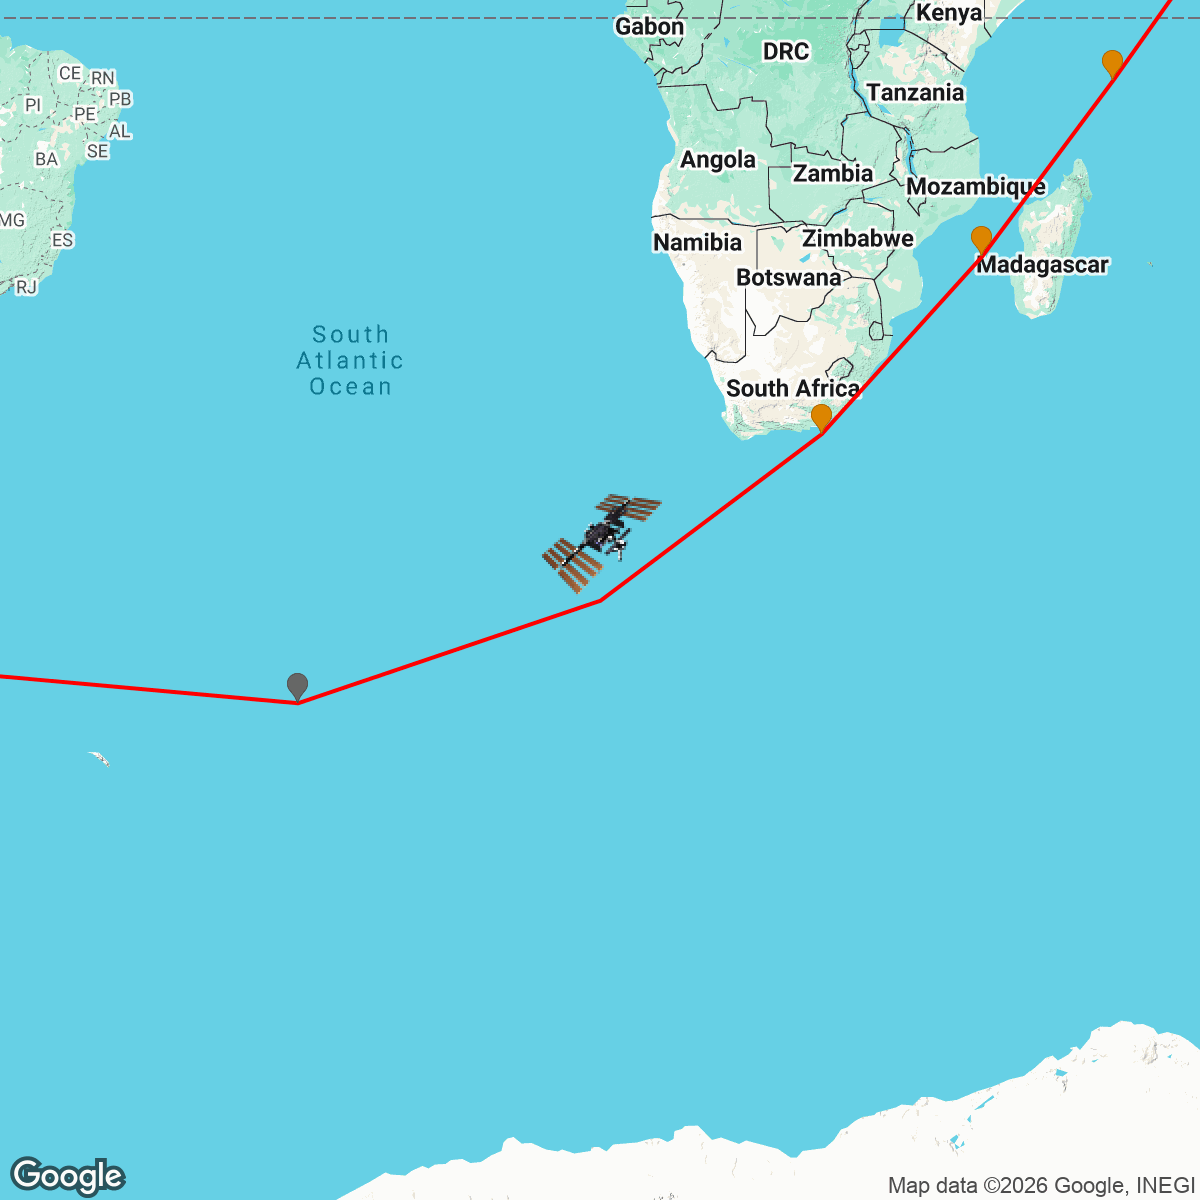 Gabon
Kenya
DRC
CE
RN
Tanzania
PI
PB
PE
AL
SE
BA
Angola
Zambia
Mozambique
MG
ES
Namibia
Zimbabwe
Madagascar
Botswana
RJ
South
Atlantic
Ocean
South Africa
Google
Map data ©2026 Google, INEGI